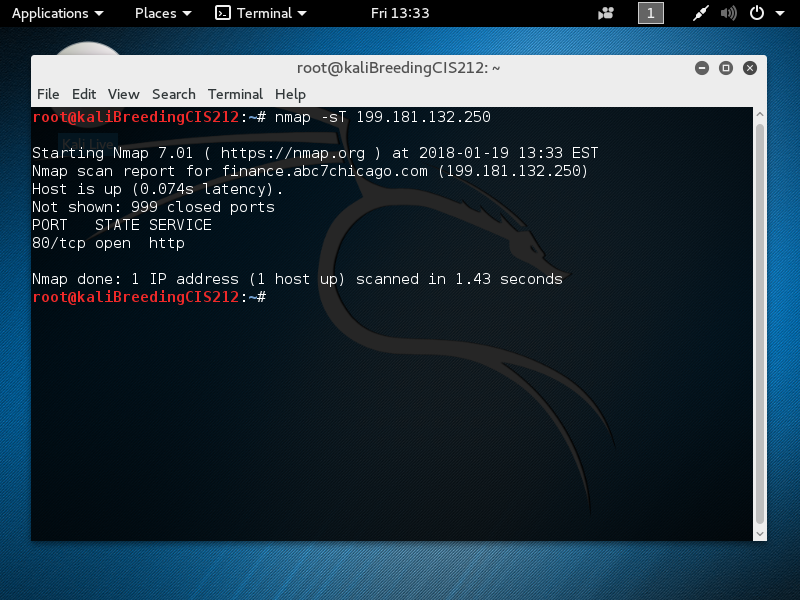 Applications Places Terminal Fri 13:33 1
root@kaliBreedingCIS212: ~
File Edit View Search Terminal Help
root@kaliBreedingCIS212:~# nmap -sT 199.181.132.250
Starting Nmap 7.01 ( https://nmap.org ) at 2018-01-19 13:33 EST
Nmap scan report for finance.abc7chicago.com (199.181.132.250)
Host is up (0.074s latency).
Not shown: 999 closed ports
PORT   STATE SERVICE
80/tcp open  http
Nmap done: 1 IP address (1 host up) scanned in 1.43 seconds
root@kaliBreedingCIS212:~#